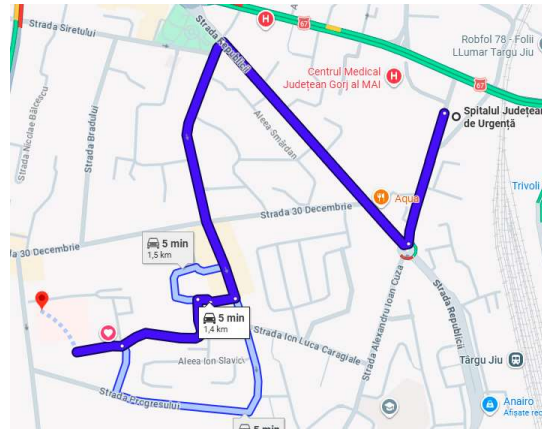 Strada Siretului
Strada Republicii
67
Robfol 78 - Folii
LLumar Targu Jiu
Centrul Medical
Județean Gorj al MAI
67
Strada Nicolae Bălcescu
Strada Bradului
Aleea Smârdan
Spitalul Județean
de Urgență
Aqua
Trivoli
Strada 30 Decembrie
Strada 30 Decembrie
5 min
1,5 km
5 min
1,4 km
Strada Alexandru Ioan Cuza
Strada Republicii
Strada Ion Luca Caragiale
Aleea Ion Slavici
Târgu Jiu
Strada Progresului
Anairo
Afișate rec
5 min